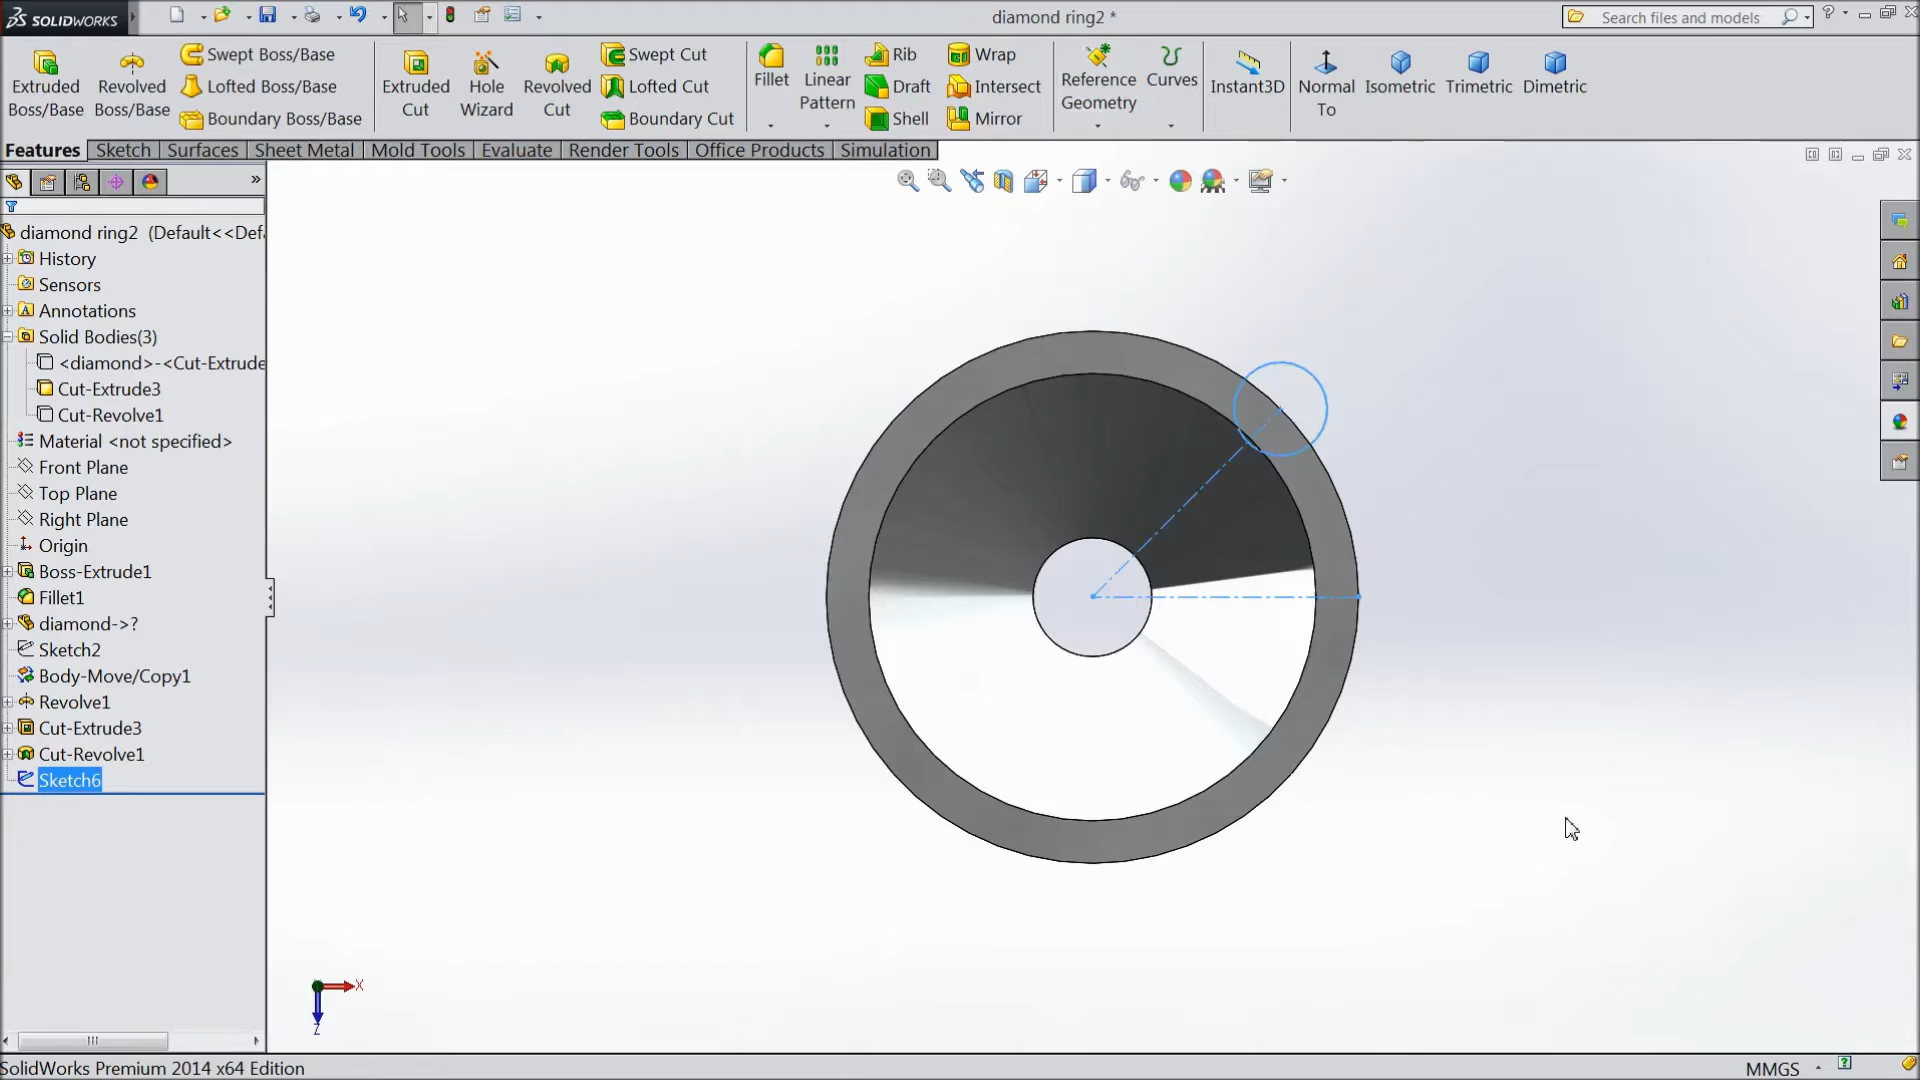 SOLIDWORKS
diamond ring2 *
Search files and models
?
Extruded Boss/Base
Revolved Boss/Base
Swept Boss/Base
Lofted Boss/Base
Boundary Boss/Base
Extruded Cut
Hole Wizard
Revolved Cut
Swept Cut
Lofted Cut
Boundary Cut
Fillet
Linear Pattern
Rib
Draft
Shell
Wrap
Intersect
Mirror
Reference Geometry
Curves
Instant3D
Normal To
Isometric
Trimetric
Dimetric
Features Sketch Surfaces Sheet Metal Mold Tools Evaluate Render Tools Office Products Simulation
»
diamond ring2 (Default<<Def
History
Sensors
A Annotations
Solid Bodies(3)
<diamond>-<Cut-Extrude
Cut-Extrude3
Cut-Revolve1
Material <not specified>
Front Plane
Top Plane
Right Plane
Origin
Boss-Extrude1
Fillet1
diamond->?
Sketch2
Body-Move/Copy1
Revolve1
Cut-Extrude3
Cut-Revolve1
Sketch6
X
Z
SolidWorks Premium 2014 x64 Edition
MMGS
?